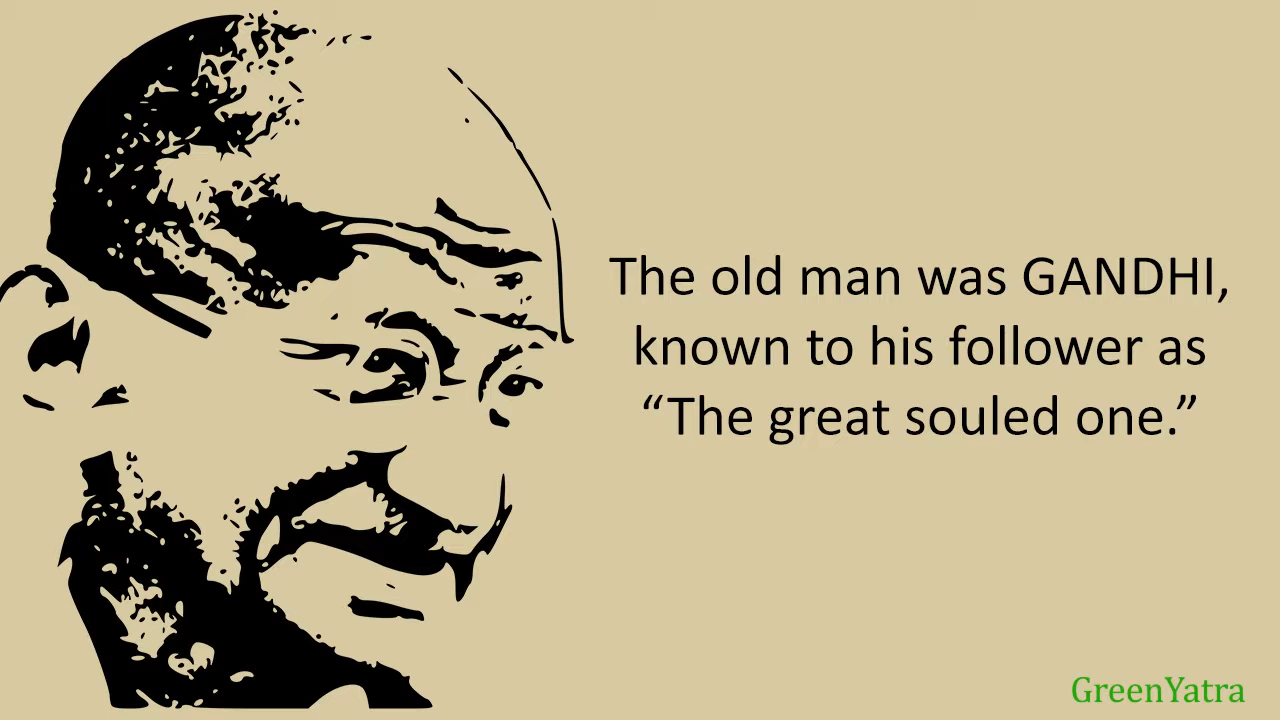 The old man was GANDHI,
known to his follower as
“The great souled one.”
GreenYatra